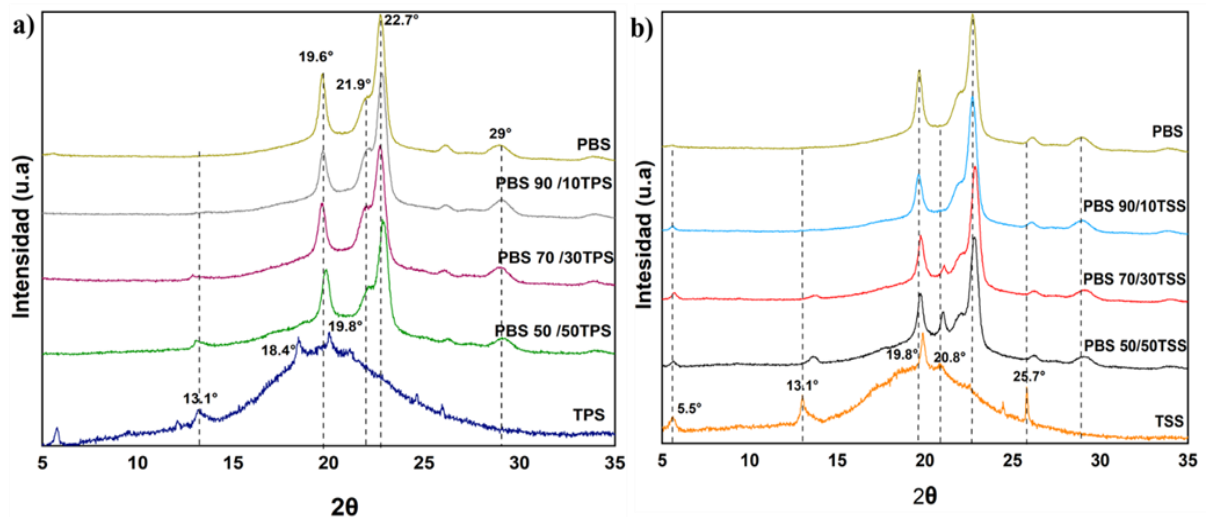 a)
22.7°
19.6°
21.9°
29°
PBS
PBS 90 /10TPS
PBS 70 /30TPS
PBS 50 /50TPS
19.8°
18.4°
13.1°
TPS
Intensidad (u.a)
5 10 15 20 25 30 35
2θ
b)
PBS
PBS 90/10TSS
PBS 70/30TSS
PBS 50/50TSS
19.8°
20.8°
25.7°
13.1°
5.5°
TSS
Intesidad (u.a)
5 10 15 20 25 30 35
2θ